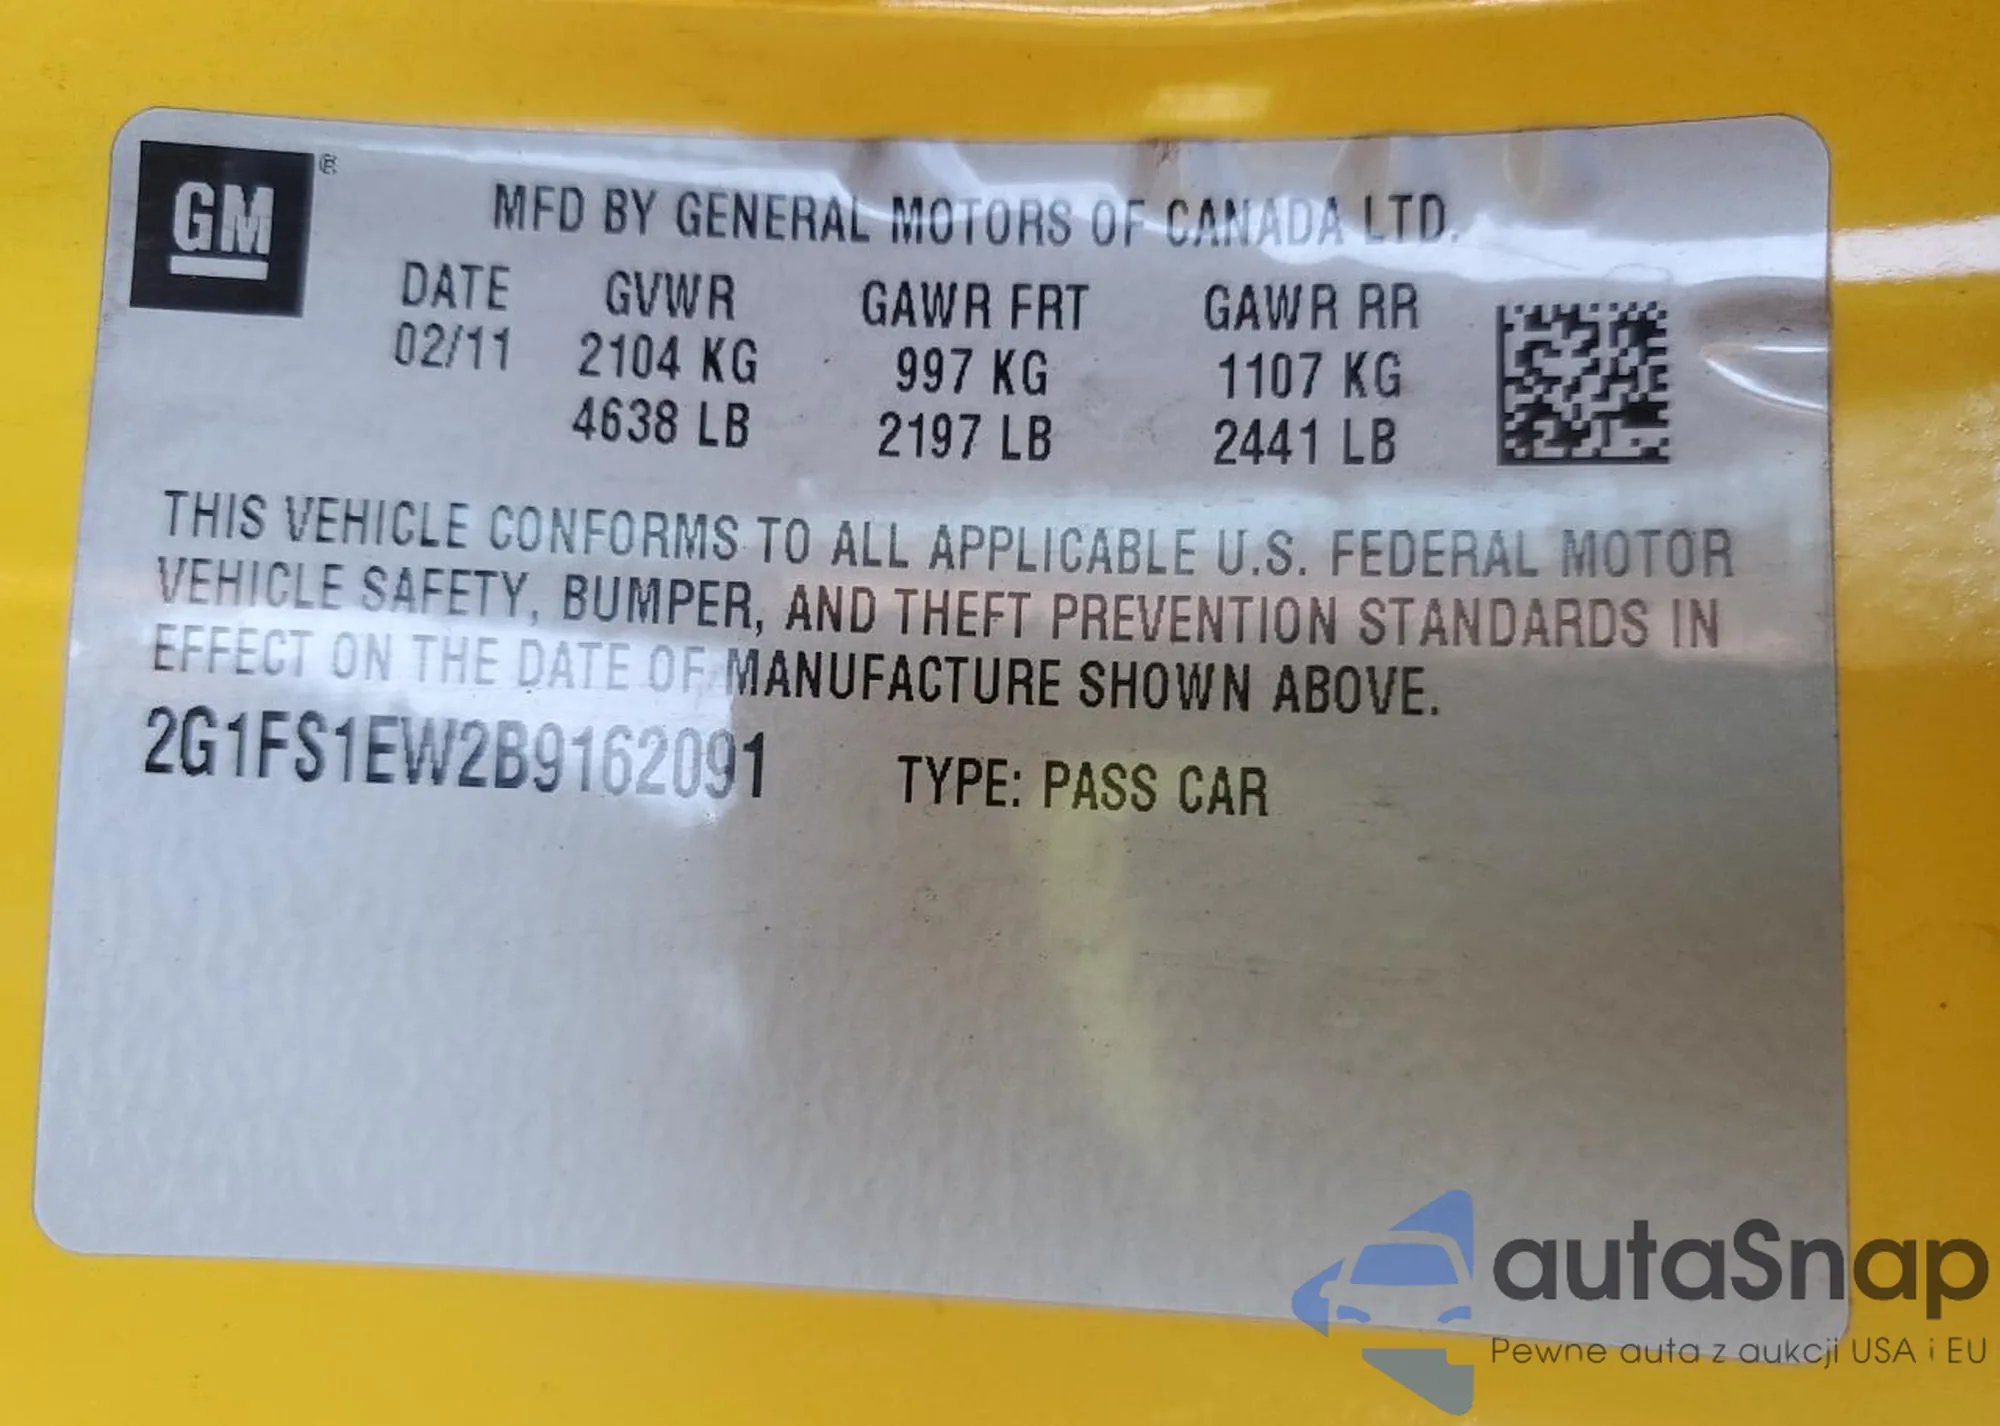 GM ®
MFD BY GENERAL MOTORS OF CANADA LTD.
DATE GVWR GAWR FRT GAWR RR
02/11 2104 KG 997 KG 1107 KG
4638 LB 2197 LB 2441 LB
THIS VEHICLE CONFORMS TO ALL APPLICABLE U.S. FEDERAL MOTOR
VEHICLE SAFETY, BUMPER, AND THEFT PREVENTION STANDARDS IN
EFFECT ON THE DATE OF MANUFACTURE SHOWN ABOVE.
2G1FS1EW2B9162091 TYPE: PASS CAR
autaSnap
Pewne auta z aukcji USA i EU